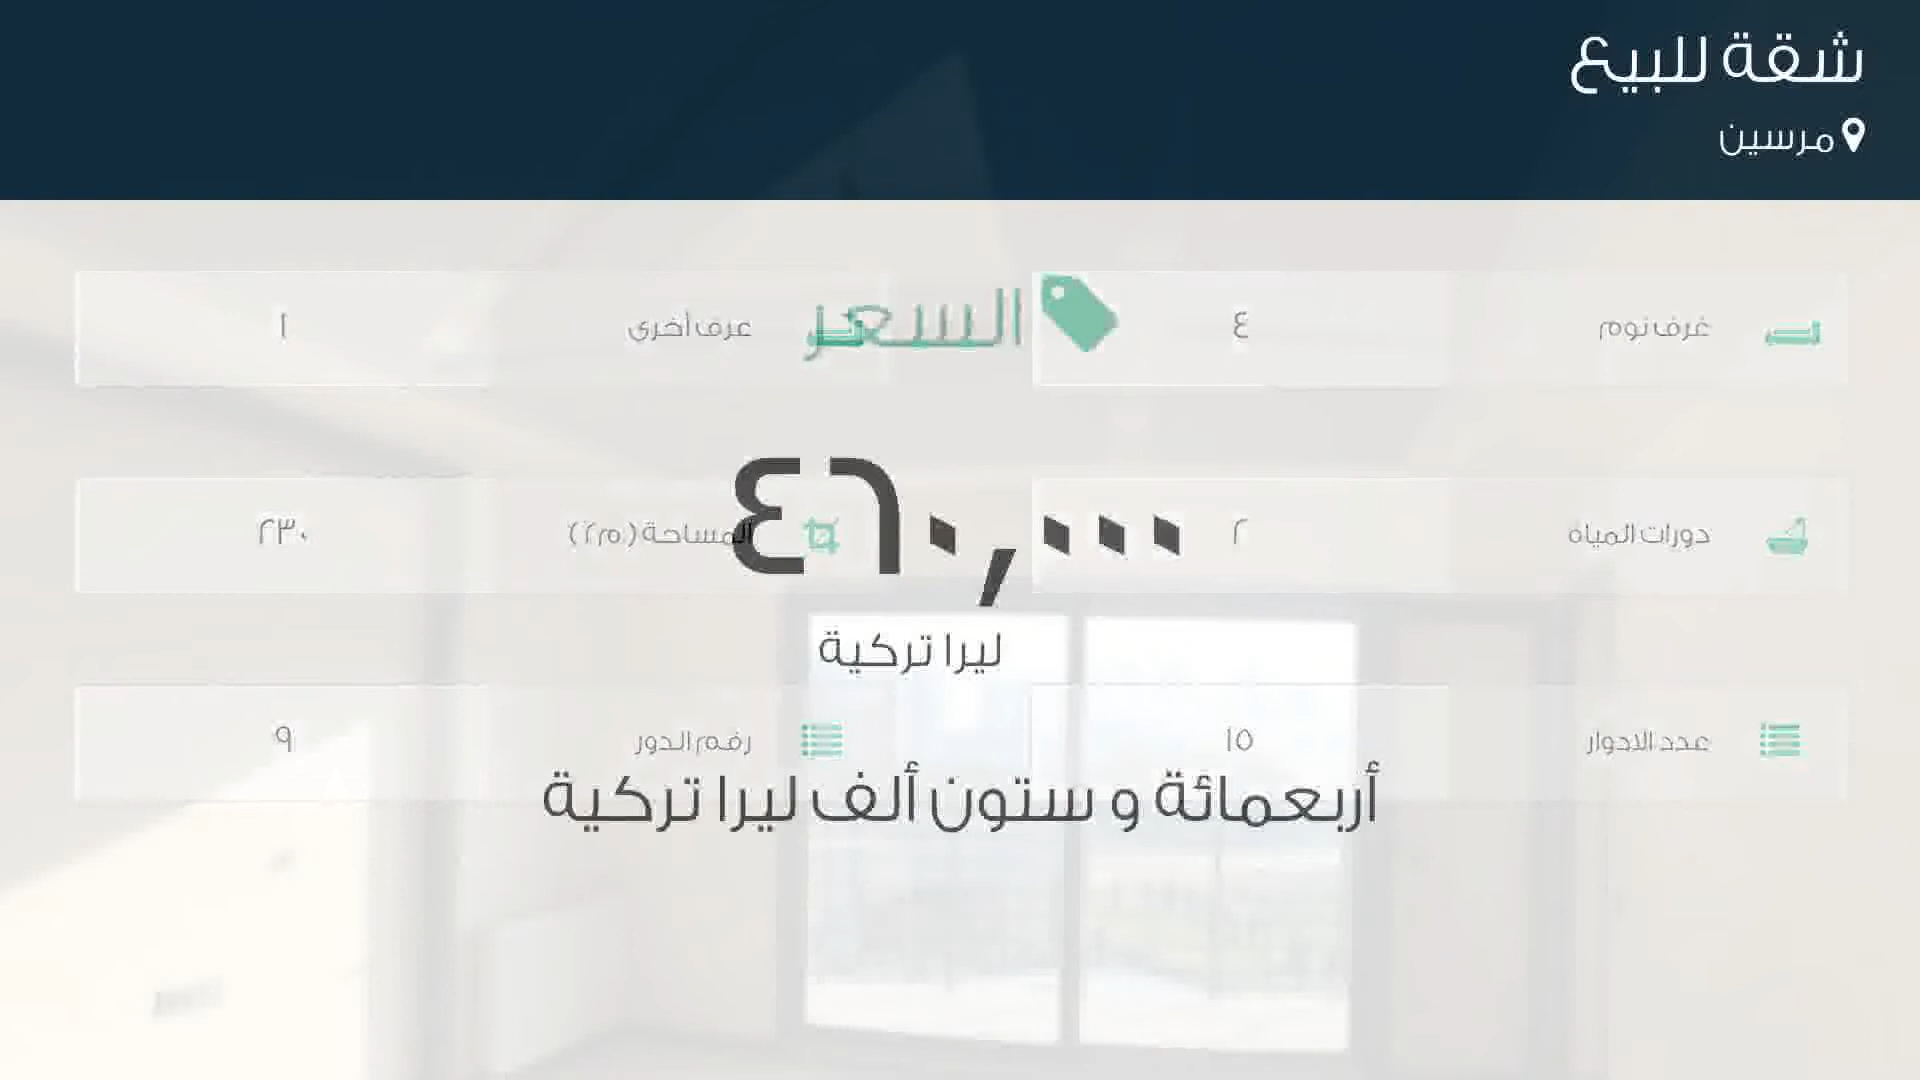 شقة للبيع
مرسين
السعر
غرف نوم ٤
غرف أخرى ١
٤٦٠,٠٠٠
دورات المياه ٢
المساحة (م٢) ٢٣٠
ليرا تركية
عدد الادوار ١٥
رقم الدور ٩
أربعمائة و ستون ألف ليرا تركية